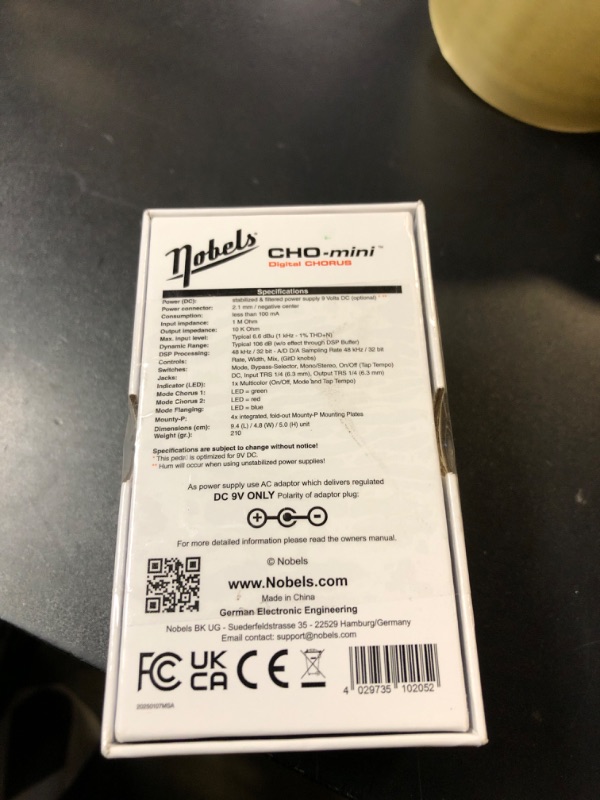 Nobels®
CHO-mini™
Digital CHORUS
Specifications
Power (DC): stabilized & filtered power supply 9 Volts DC (optional) * **
Power connector: 2.1 mm / negative center
Consumption: less than 100 mA
Input impdance: 1 M Ohm
Output impedance: 10 K Ohm
Max. input level: Typical 6.6 dBu (1 kHz - 1% THD+N)
Dynamic Range: Typical 106 dB (w/o effect through DSP Buffer)
DSP Processing: 48 kHz / 32 bit - A/D D/A Sampling Rate 48 kHz / 32 bit
Controls: Rate, Width, Mix, (GitD knobs)
Switches: Mode, Bypass-Selector, Mono/Stereo, On/Off (Tap Tempo)
Jacks: DC, Input TRS 1/4 (6.3 mm), Output TRS 1/4 (6.3 mm)
Indicator (LED): 1x Multicolor (On/Off, Mode and Tap Tempo)
Mode Chorus 1: LED = green
Mode Chorus 2: LED = red
Mode Flanging: LED = blue
Mounty-P: 4x integrated, fold-out Mounty-P Mounting Plates
Dimensions (cm): 9.4 (L) / 4.8 (W) / 5.0 (H) unit
Weight (gr.): 210
Specifications are subject to change without notice!
* This pedal is optimized for 9V DC.
** Hum will occur when using unstabilized power supplies!
As power supply use AC adaptor which delivers regulated
DC 9V ONLY Polarity of adaptor plug:
For more detailed information please read the owners manual.
© Nobels
www.Nobels.com
Made in China
German Electronic Engineering
Nobels BK UG - Suederfeldstrasse 35 - 22529 Hamburg/Germany
Email contact: support@nobels.com
FC UK CA CE
4 029735 102052
20250107MSA